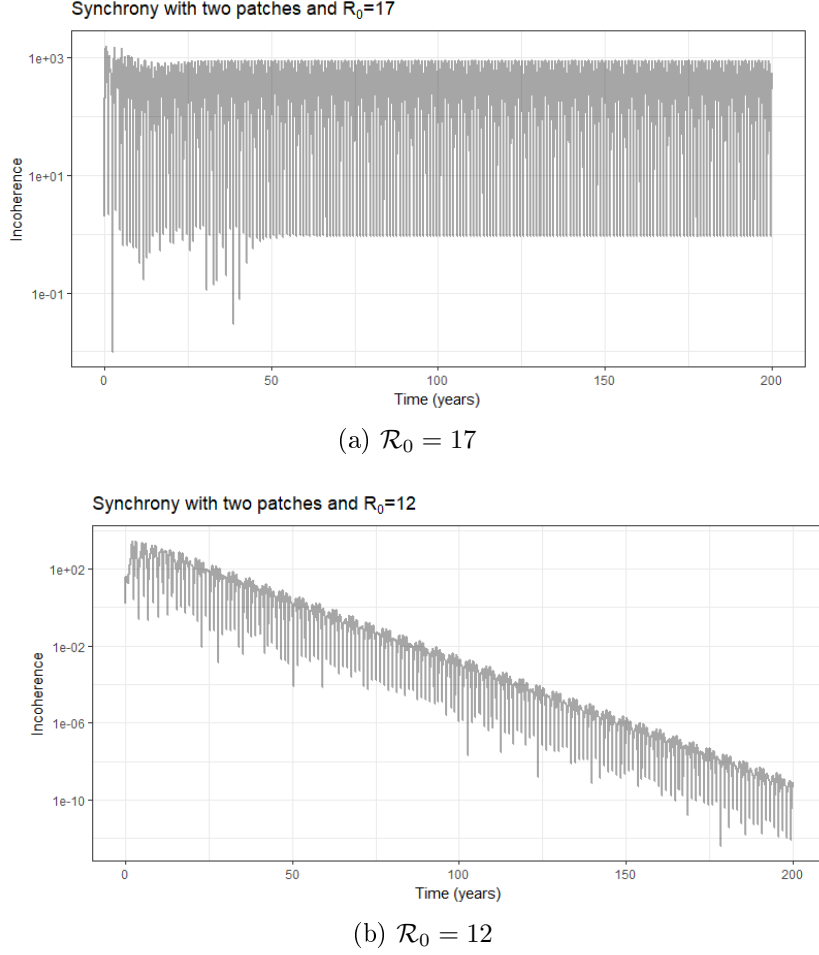 Synchrony with two patches and R₀=17
1e+03
1e+01
1e-01
Incoherence
0 50 100 150 200
Time (years)
(a) ℛ₀ = 17
Synchrony with two patches and R₀=12
1e+02
1e-02
1e-06
1e-10
Incoherence
0 50 100 150 200
Time (years)
(b) ℛ₀ = 12